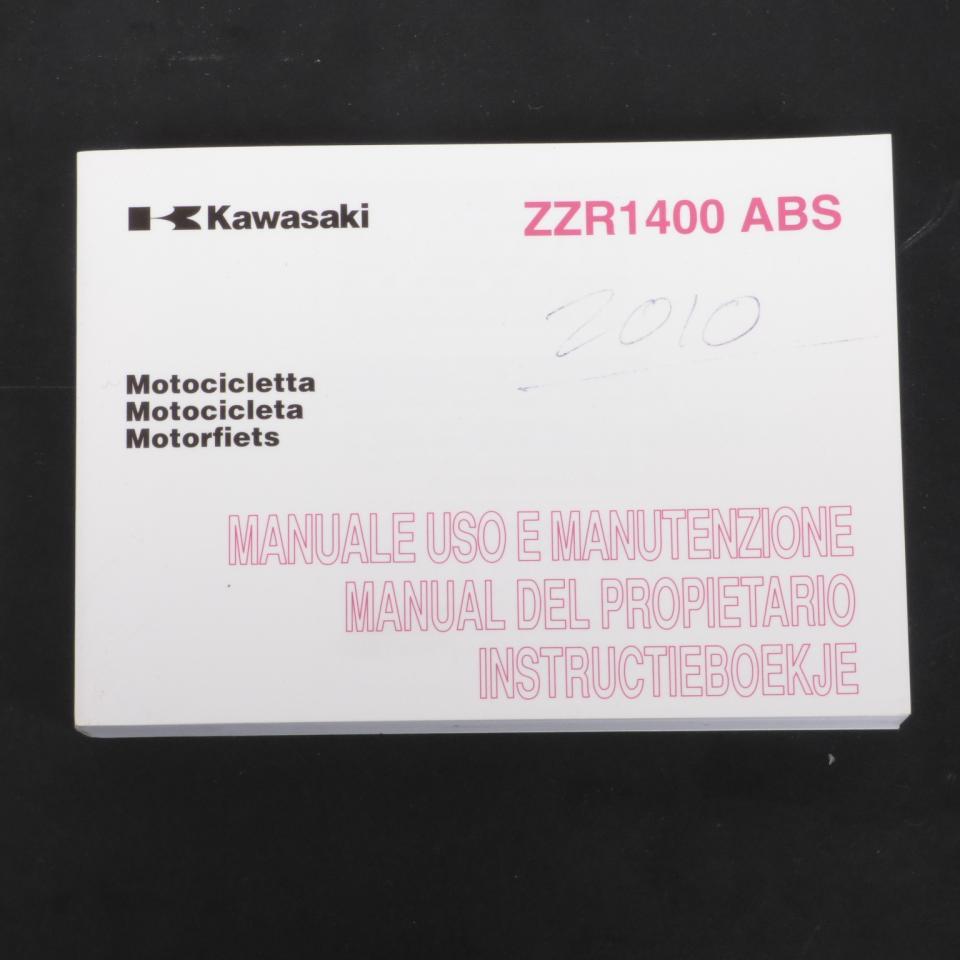 Kawasaki
ZZR1400 ABS
2010
Motocicletta
Motocicleta
Motorfiets
MANUALE USO E MANUTENZIONE
MANUAL DEL PROPIETARIO
INSTRUCTIEBOEKJE